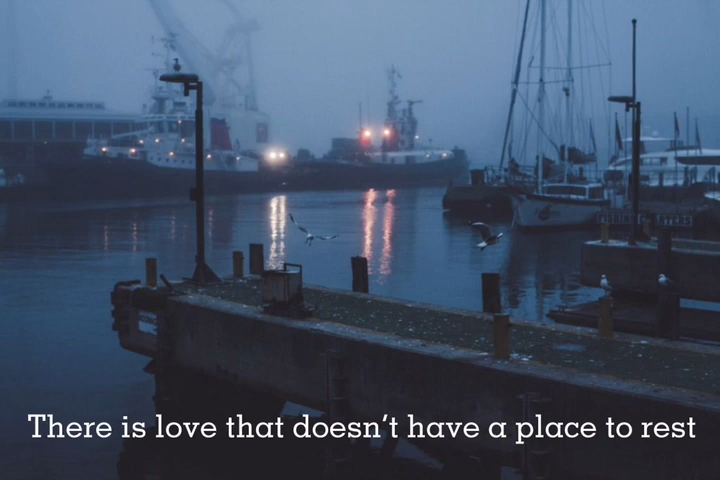 There is love that doesn’t have a place to rest